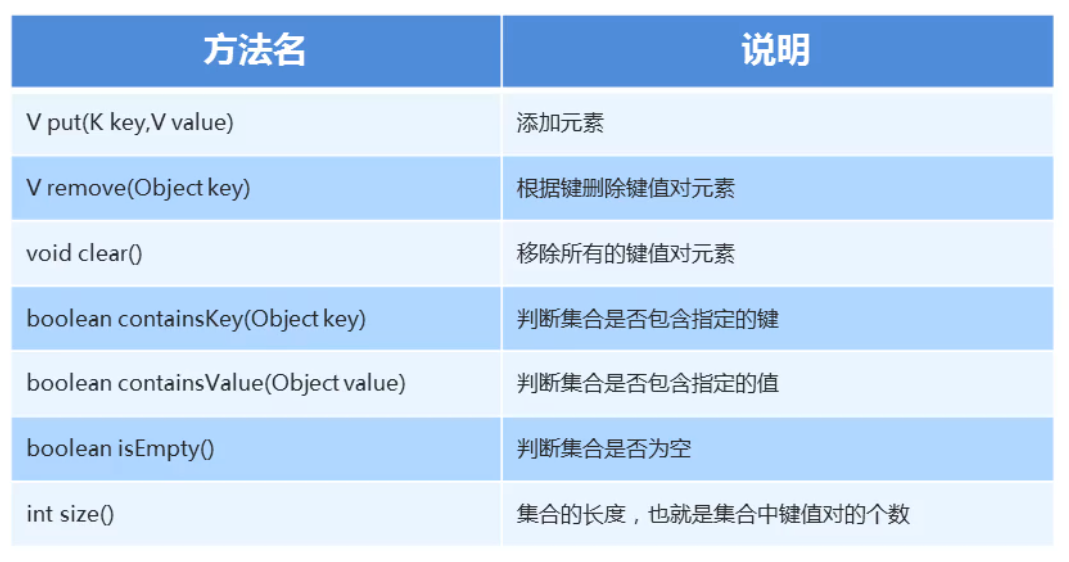 方法名 说明
V put(K key,V value) 添加元素
V remove(Object key) 根据键删除键值对元素
void clear() 移除所有的键值对元素
boolean containsKey(Object key) 判断集合是否包含指定的键
boolean containsValue(Object value) 判断集合是否包含指定的值
boolean isEmpty() 判断集合是否为空
int size() 集合的长度，也就是集合中键值对的个数